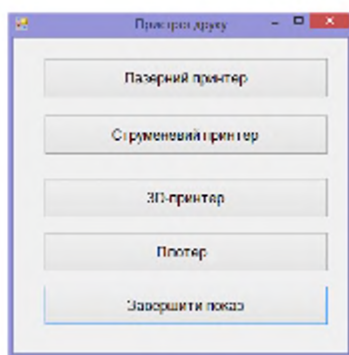 Пристрої друку
Лазерний принтер
Струменевий принтер
3D-принтер
Плотер
Завершити показ